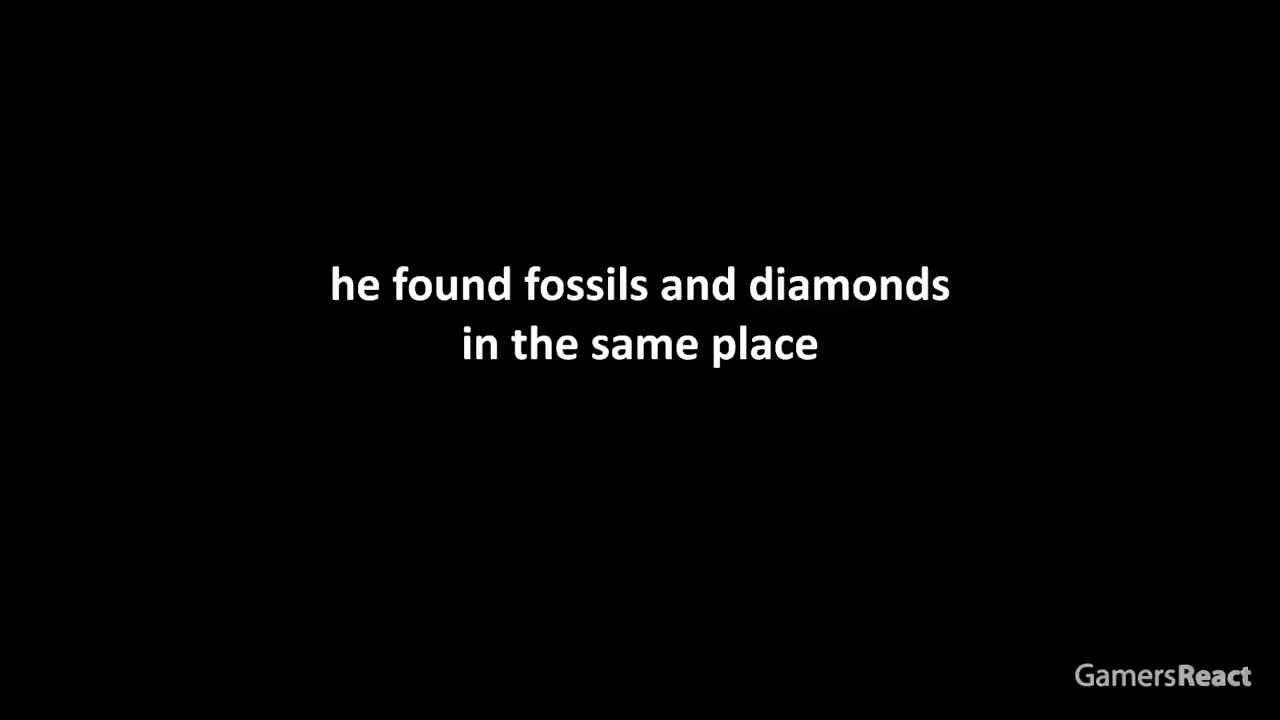 he found fossils and diamonds
in the same place
GamersReact